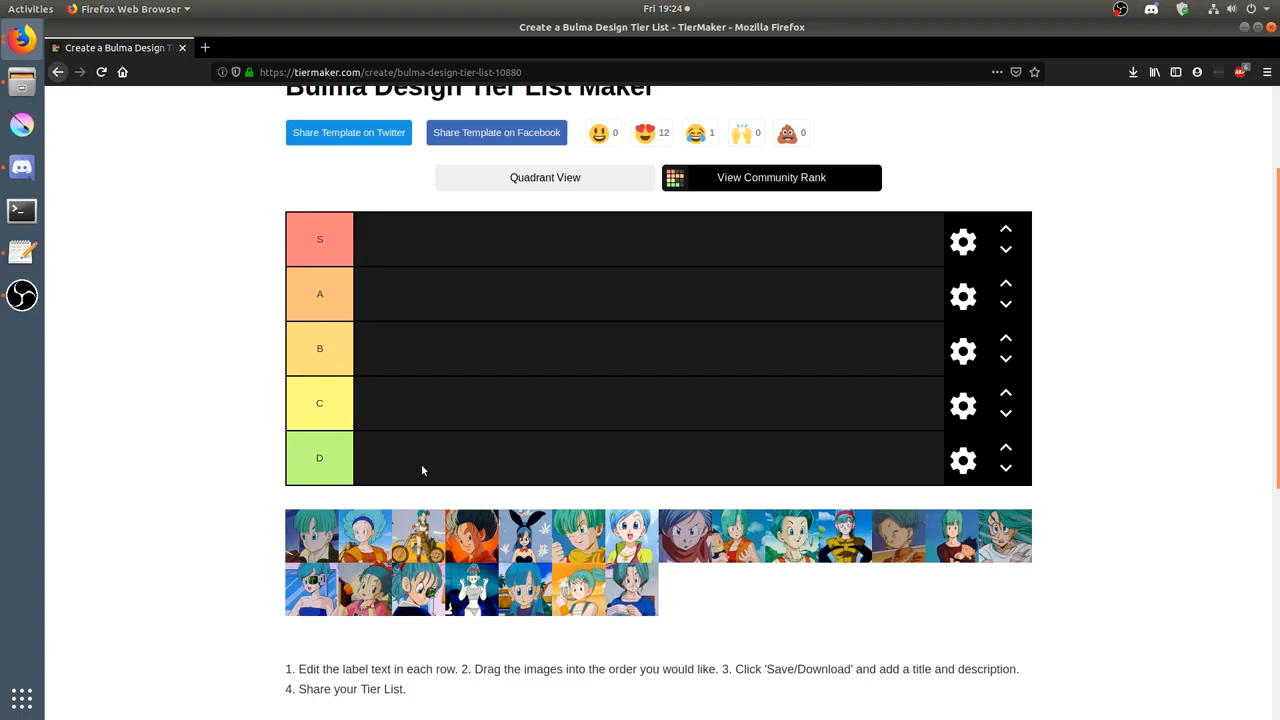 Activities
Firefox Web Browser
Fri 19:24
Create a Bulma Design Tier List - TierMaker - Mozilla Firefox
Create a Bulma Design T
https://tiermaker.com/create/bulma-design-tier-list-10880
6
Bulma Design Tier List Maker
Share Template on Twitter
Share Template on Facebook
0
12
1
0
0
Quadrant View
View Community Rank
S
A
B
C
D
1. Edit the label text in each row. 2. Drag the images into the order you would like. 3. Click 'Save/Download' and add a title and description.
4. Share your Tier List.